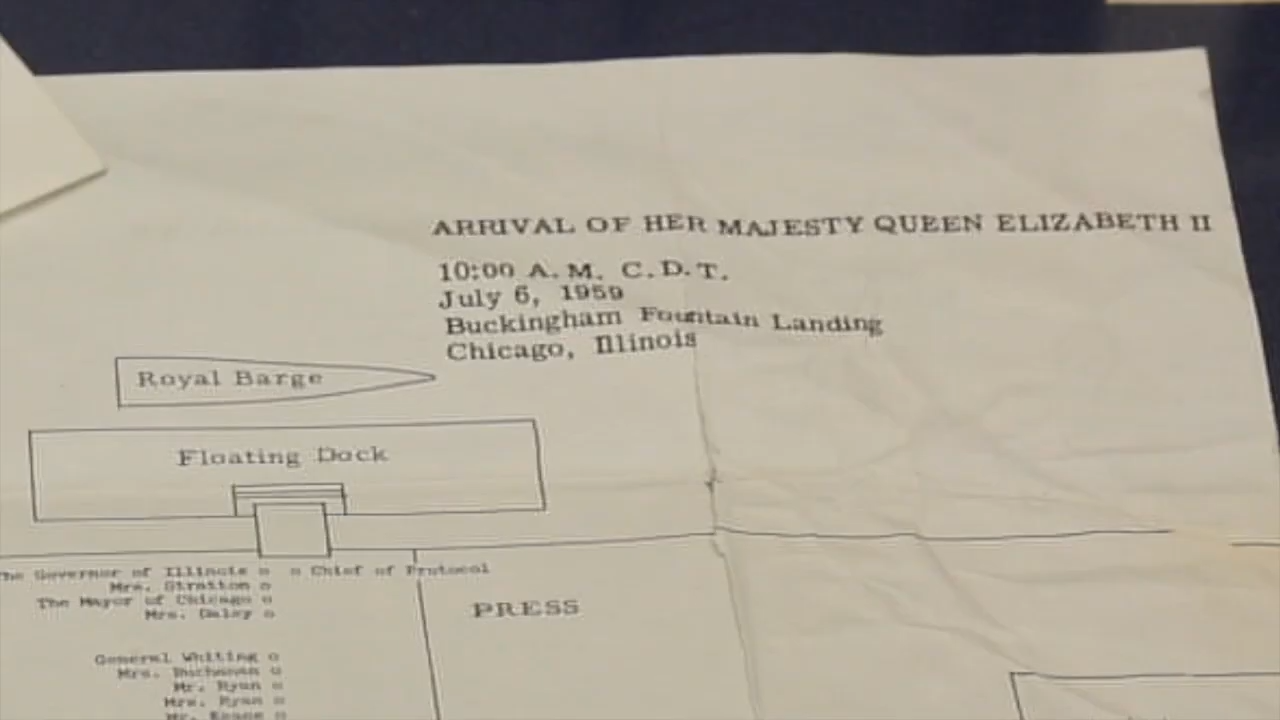 ARRIVAL OF HER MAJESTY QUEEN ELIZABETH II
10:00 A.M. C.D.T.
July 6, 1959
Buckingham Fountain Landing
Chicago, Illinois
Royal Barge
Floating Dock
The Governor of Illinois o o Chief of Protocol
Mrs. Stratton o
The Mayor of Chicago o
Mrs. Daley o
PRESS
General Whiting o
Mrs. Buchanan o
Mr. Ryan o
Mrs. Ryan o
Mr. Keane o